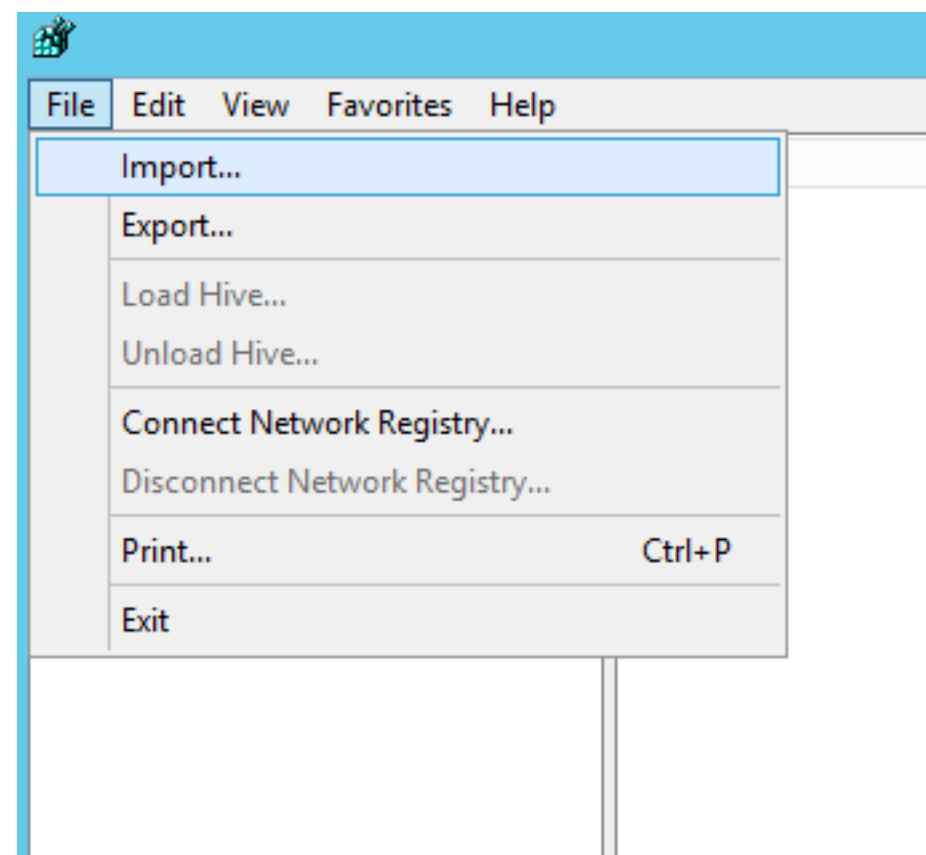 File Edit View Favorites Help
Import...
Export...
Load Hive...
Unload Hive...
Connect Network Registry...
Disconnect Network Registry...
Print... Ctrl+P
Exit